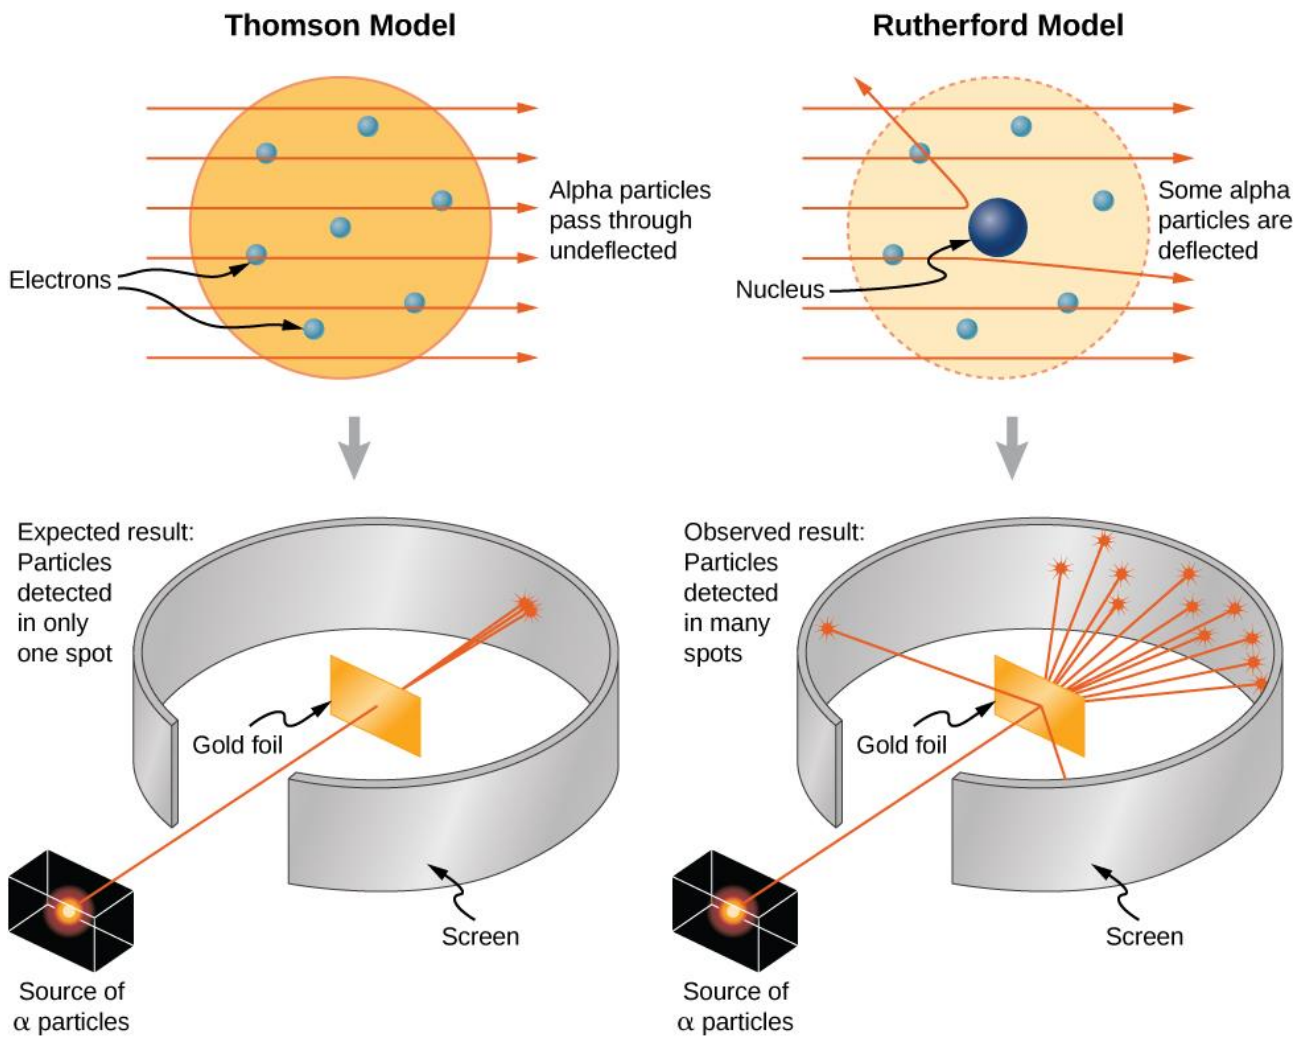 Thomson Model
Alpha particles
pass through
undeflected
Electrons
Rutherford Model
Some alpha
particles are
deflected
Nucleus
Expected result:
Particles
detected
in only
one spot
Gold foil
Screen
Source of
α particles
Observed result:
Particles
detected
in many
spots
Gold foil
Screen
Source of
α particles